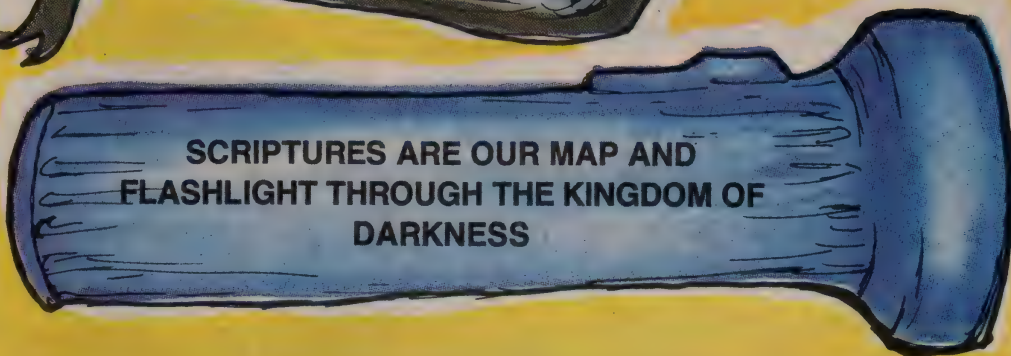 SCRIPTURES ARE OUR MAP AND
FLASHLIGHT THROUGH THE KINGDOM OF
DARKNESS